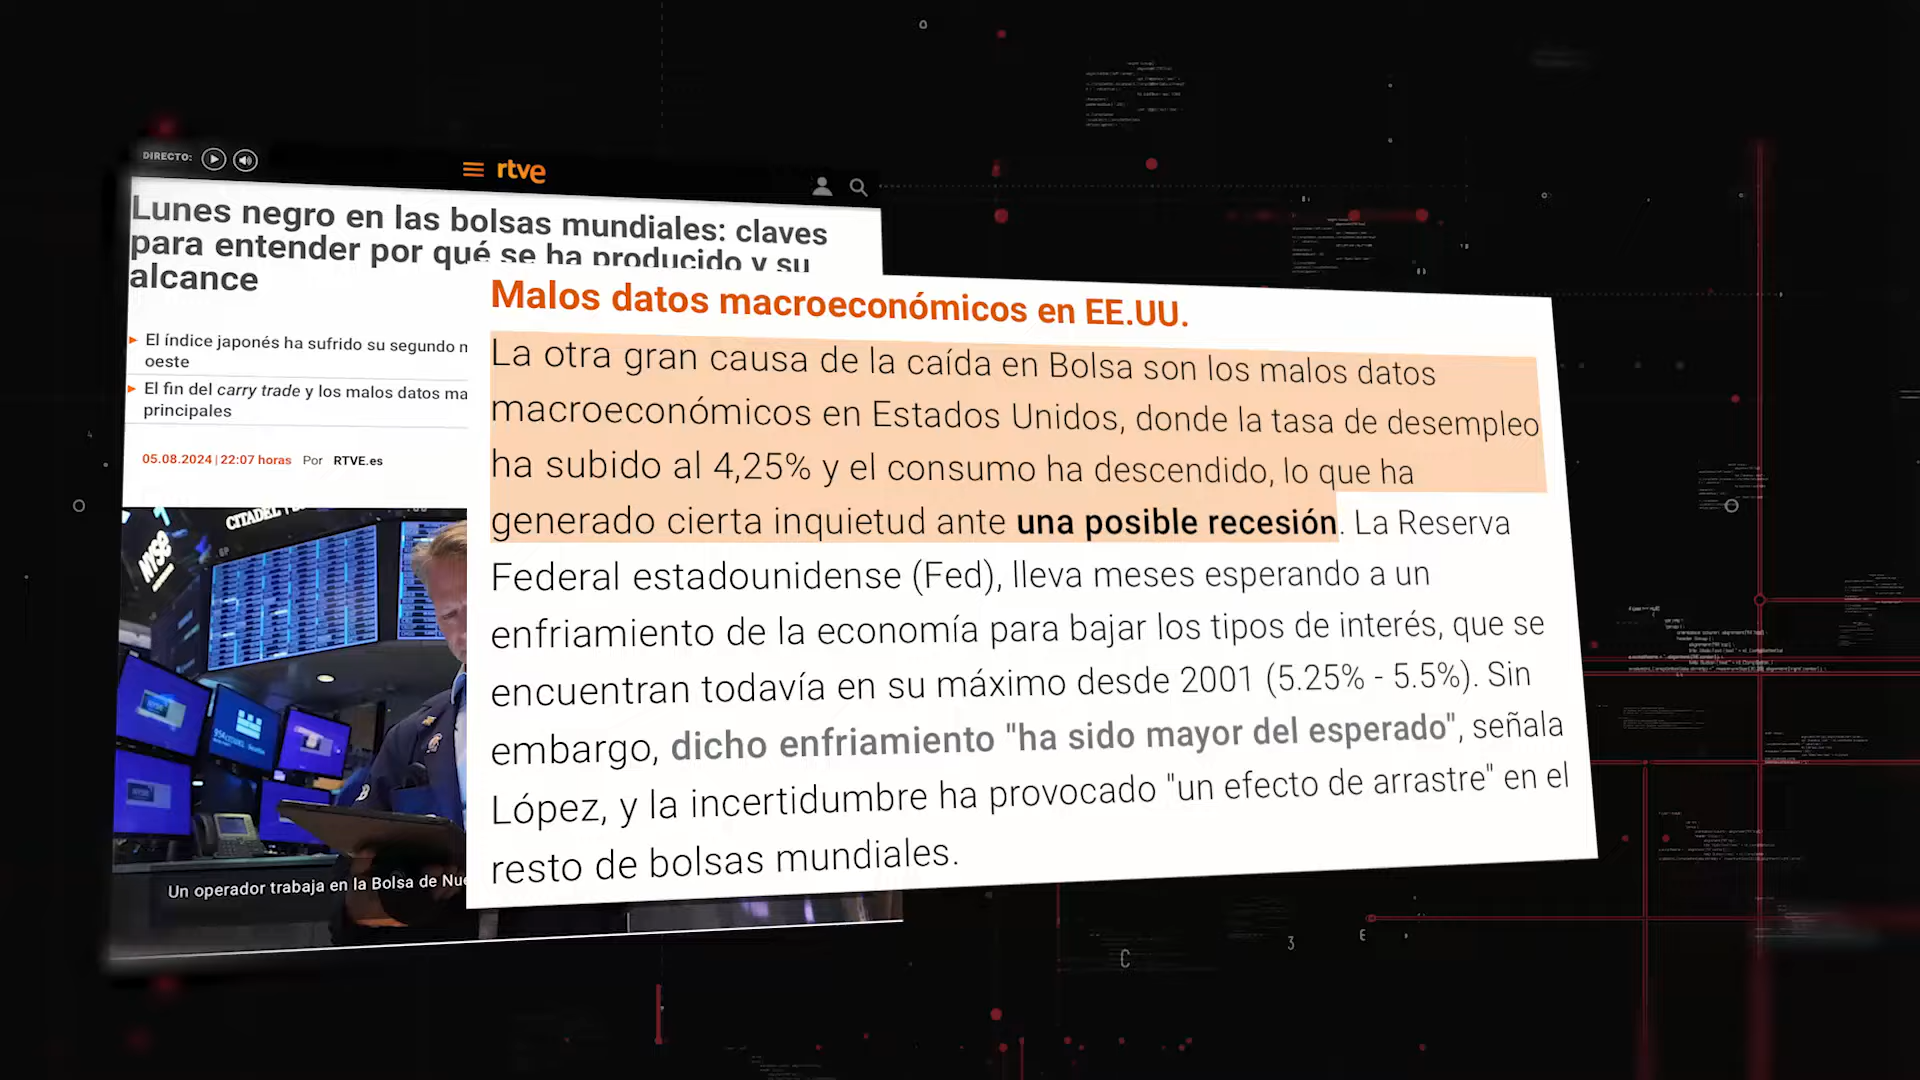 DIRECTO:
rtve
Lunes negro en las bolsas mundiales: claves
para entender por qué se ha producido y su
alcance
El índice japonés ha sufrido su segundo
oeste
El fin del carry trade y los malos datos
principales
05.08.2024 | 22:07 horas Por RTVE.es
CITADEL
NYSE
Un operador trabaja en la Bolsa de
Malos datos macroeconómicos en EE.UU.
La otra gran causa de la caída en Bolsa son los malos datos
macroeconómicos en Estados Unidos, donde la tasa de desempleo
ha subido al 4,25% y el consumo ha descendido, lo que ha
generado cierta inquietud ante una posible recesión. La Reserva
Federal estadounidense (Fed), lleva meses esperando a un
enfriamiento de la economía para bajar los tipos de interés, que se
encuentran todavía en su máximo desde 2001 (5.25% - 5.5%). Sin
embargo, dicho enfriamiento "ha sido mayor del esperado", señala
López, y la incertidumbre ha provocado "un efecto de arrastre" en el
resto de bolsas mundiales.
C
3
E